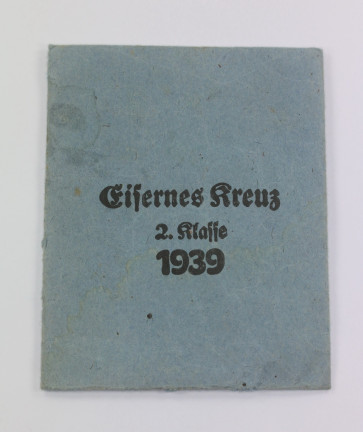 Eisernes Kreuz
2. Klasse
1939